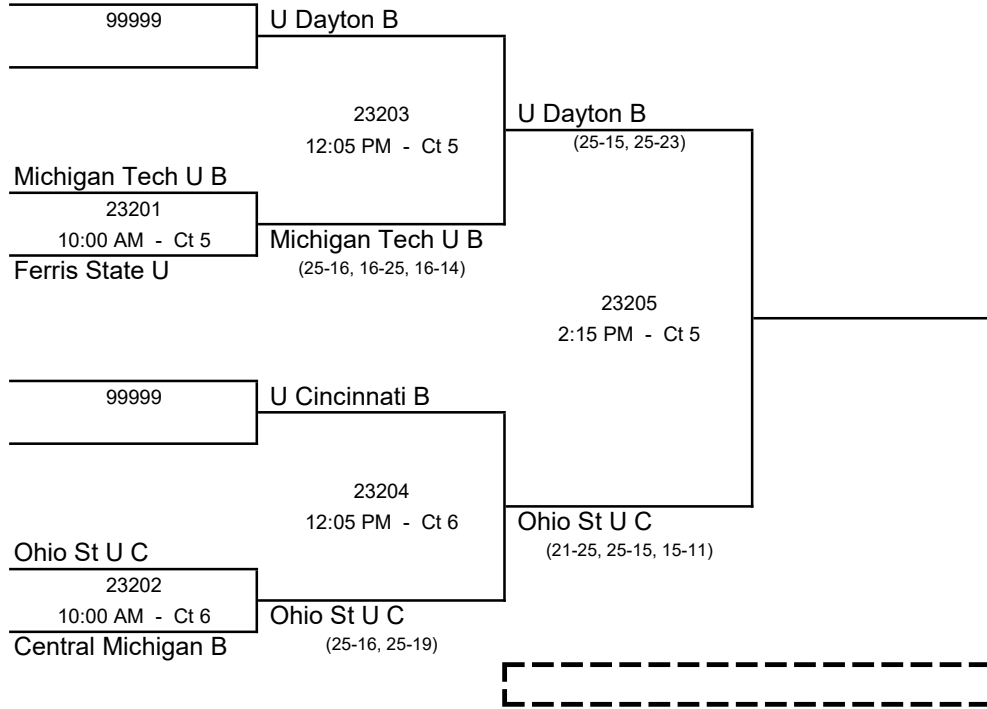 99999
U Dayton B
23203
12:05 PM - Ct 5
U Dayton B
(25-15, 25-23)
Michigan Tech U B
23201
10:00 AM - Ct 5
Ferris State U
Michigan Tech U B
(25-16, 16-25, 16-14)
23205
2:15 PM - Ct 5
99999
U Cincinnati B
23204
12:05 PM - Ct 6
Ohio St U C
(21-25, 25-15, 15-11)
Ohio St U C
23202
10:00 AM - Ct 6
Central Michigan B
Ohio St U C
(25-16, 25-19)